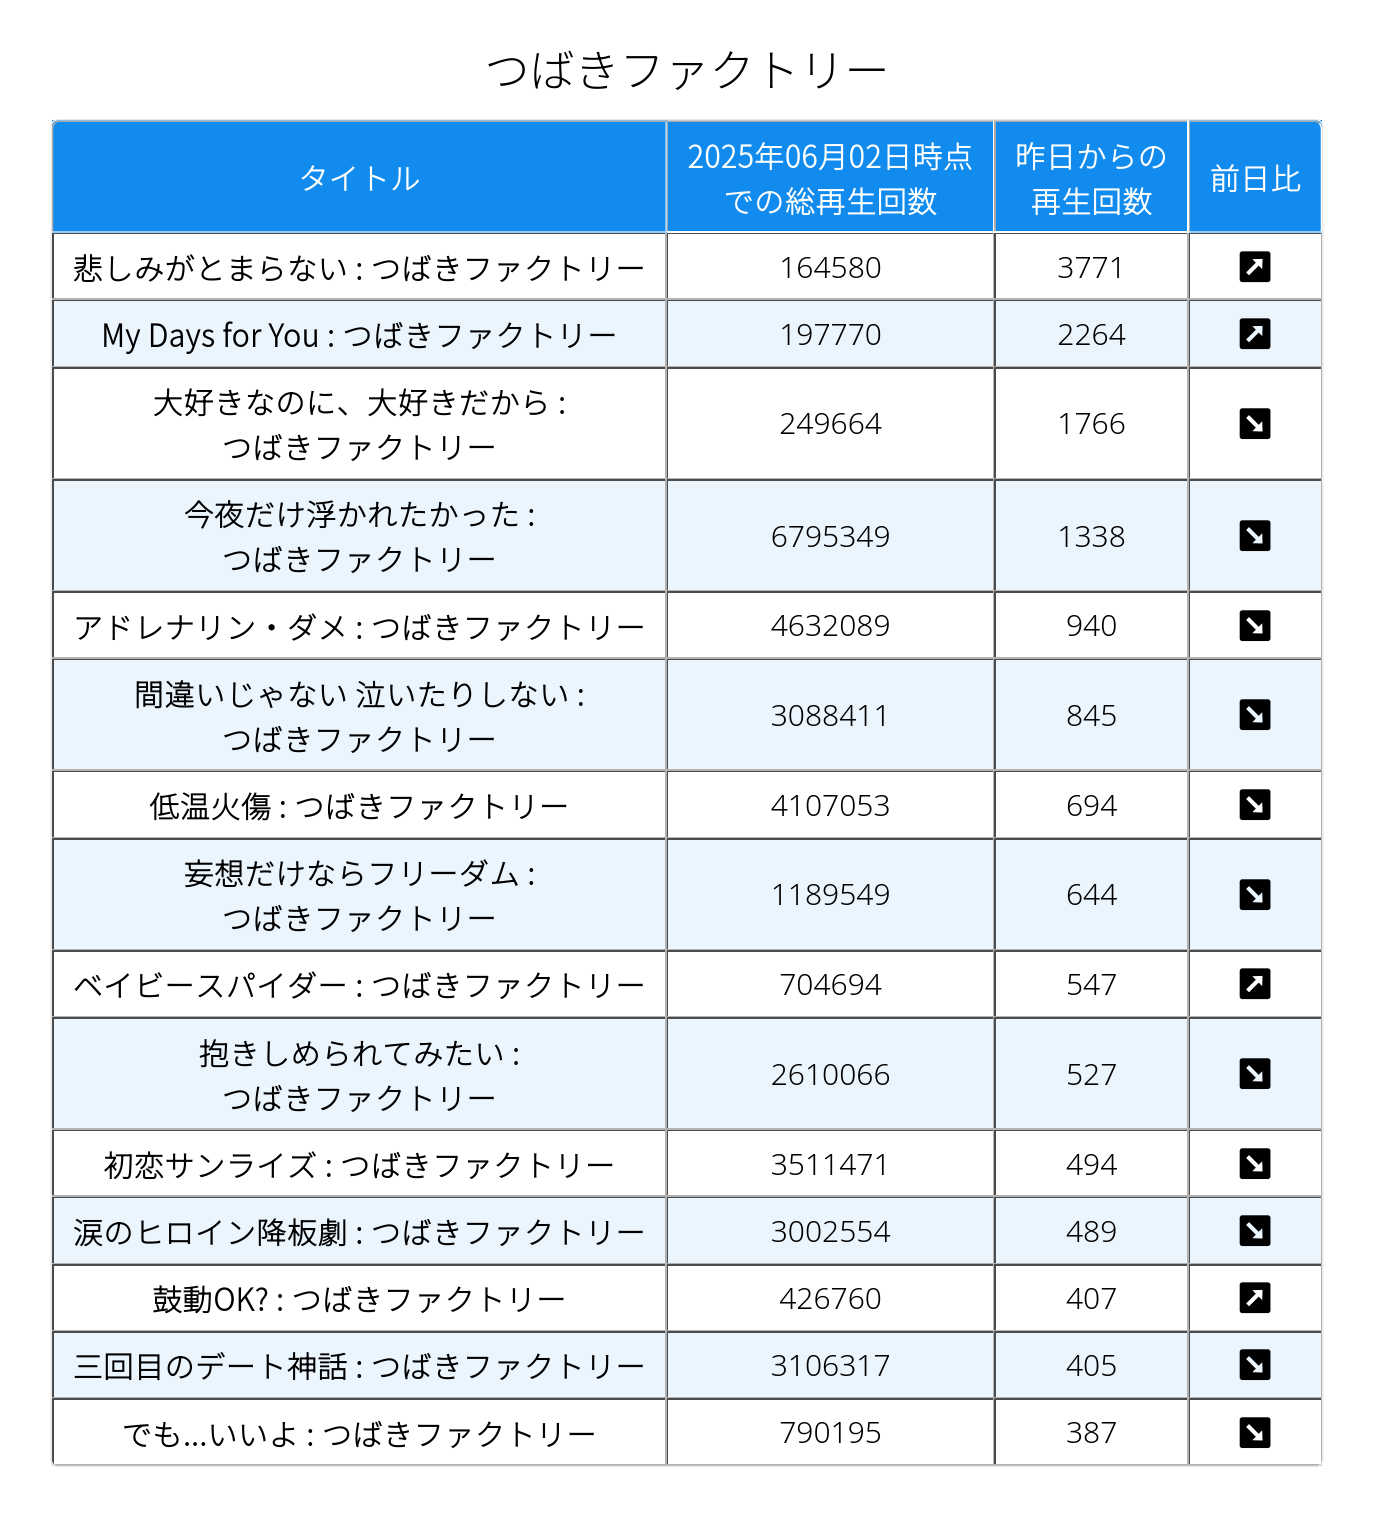 つばきファクトリー
タイトル
2025年06月02日時点
での総再生回数
昨日からの
再生回数
前日比
悲しみがとまらない : つばきファクトリー 164580 3771 ↗
My Days for You : つばきファクトリー 197770 2264 ↗
大好きなのに、大好きだから :
つばきファクトリー 249664 1766 ↘
今夜だけ浮かれたかった :
つばきファクトリー 6795349 1338 ↘
アドレナリン・ダメ : つばきファクトリー 4632089 940 ↘
間違いじゃない 泣いたりしない :
つばきファクトリー 3088411 845 ↘
低温火傷 : つばきファクトリー 4107053 694 ↘
妄想だけならフリーダム :
つばきファクトリー 1189549 644 ↘
ベイビースパイダー : つばきファクトリー 704694 547 ↗
抱きしめられてみたい :
つばきファクトリー 2610066 527 ↘
初恋サンライズ : つばきファクトリー 3511471 494 ↘
涙のヒロイン降板劇 : つばきファクトリー 3002554 489 ↘
鼓動OK? : つばきファクトリー 426760 407 ↗
三回目のデート神話 : つばきファクトリー 3106317 405 ↘
でも...いいよ : つばきファクトリー 790195 387 ↘